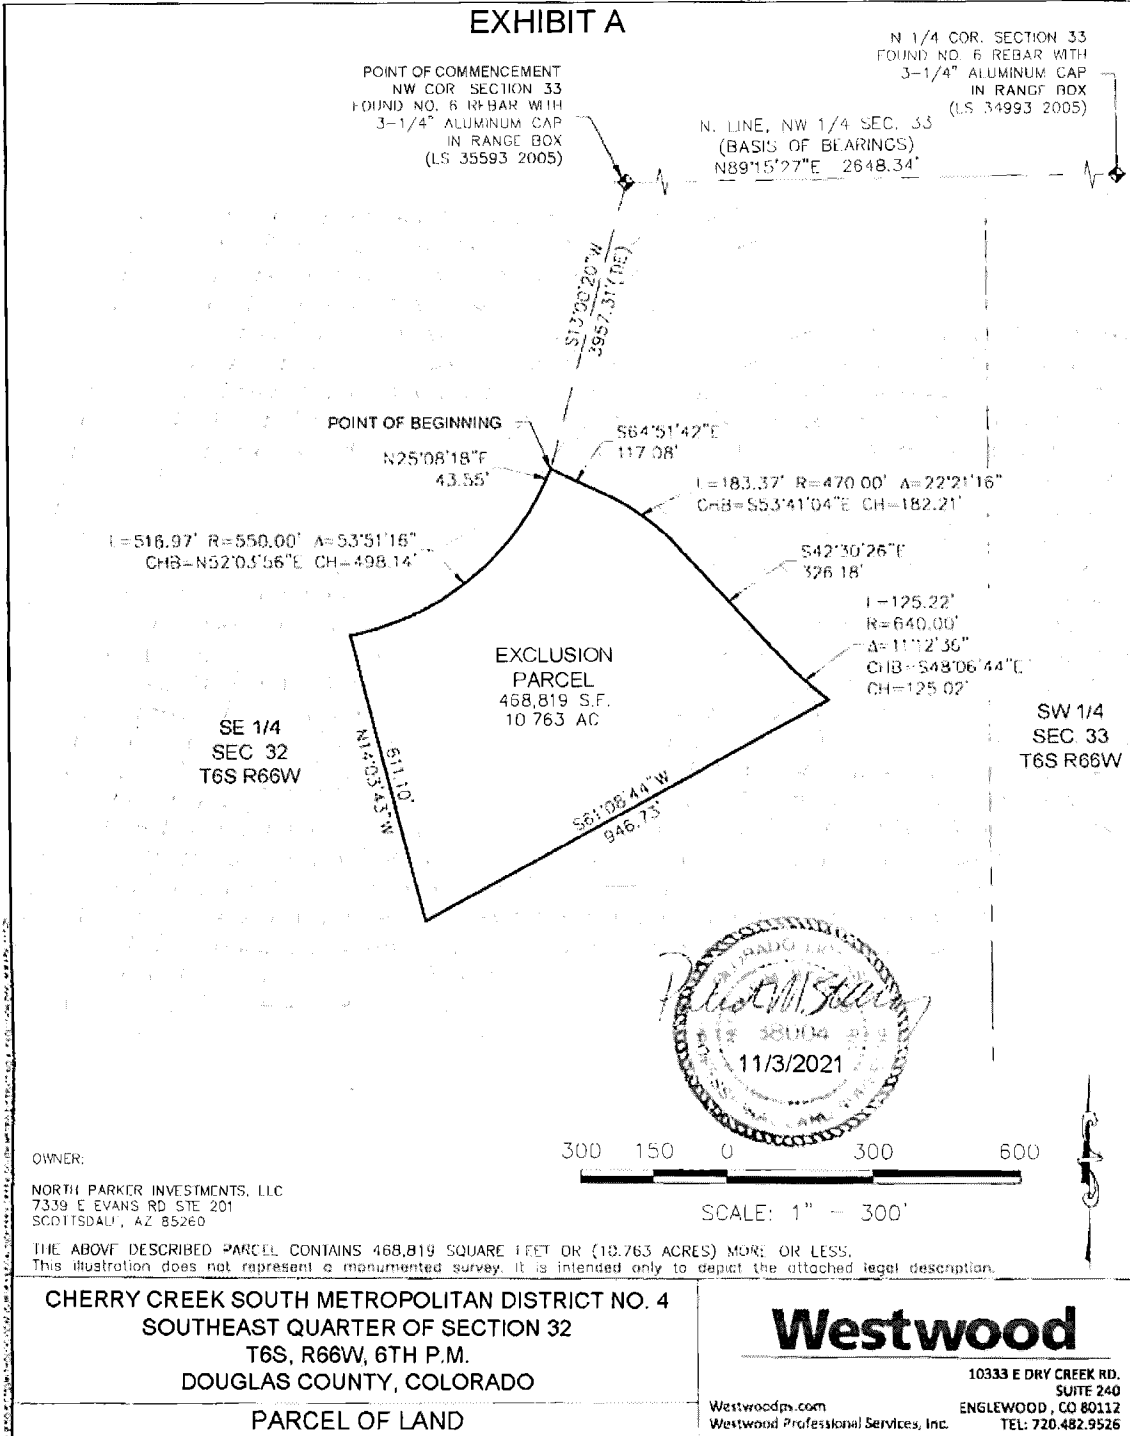 EXHIBIT A
POINT OF COMMENCEMENT
NW COR SECTION 33
FOUND NO. 6 REBAR WITH
3-1/4" ALUMINUM CAP
IN RANGE BOX
(LS 35593 2005)
N 1/4 COR. SECTION 33
FOUND NO. 6 REBAR WITH
3-1/4" ALUMINUM CAP
IN RANGE BOX
(LS 34993 2005)
N. LINE, NW 1/4 SEC. 33
(BASIS OF BEARINGS)
N89°15'27"E 2648.34'
S13°00'20"W
3957.31'(TIE)
POINT OF BEGINNING
N25°08'18"E
43.55'
S64°51'42"E
117.08'
L=183.37' R=470.00' Δ=22°21'16"
CHB=S53°41'04"E CH=182.21'
L=516.97' R=550.00' Δ=53°51'16"
CHB=N52°03'56"E CH=498.14'
S42°30'26"E
326.18'
L=125.22'
R=640.00'
Δ=11°12'36"
CHB=S48°06'44"E
CH=125.02'
EXCLUSION
PARCEL
468,819 S.F.
10.763 AC
SE 1/4
SEC 32
T6S R66W
SW 1/4
SEC. 33
T6S R66W
N14°03'43"W
611.10'
S61°08'44"W
946.73'
38004
11/3/2021
300 150 0 300 600
SCALE: 1" = 300'
OWNER:
NORTH PARKER INVESTMENTS, LLC
7339 E EVANS RD STE 201
SCOTTSDALE, AZ 85260
THE ABOVE DESCRIBED PARCEL CONTAINS 468,819 SQUARE FEET OR (10.763 ACRES) MORE OR LESS.
This illustration does not represent a monumented survey. It is intended only to depict the attached legal description.
CHERRY CREEK SOUTH METROPOLITAN DISTRICT NO. 4
SOUTHEAST QUARTER OF SECTION 32
T6S, R66W, 6TH P.M.
DOUGLAS COUNTY, COLORADO
PARCEL OF LAND
Westwood
10333 E DRY CREEK RD.
SUITE 240
Westwoodps.com ENGLEWOOD, CO 80112
Westwood Professional Services, Inc. TEL: 720.482.9526